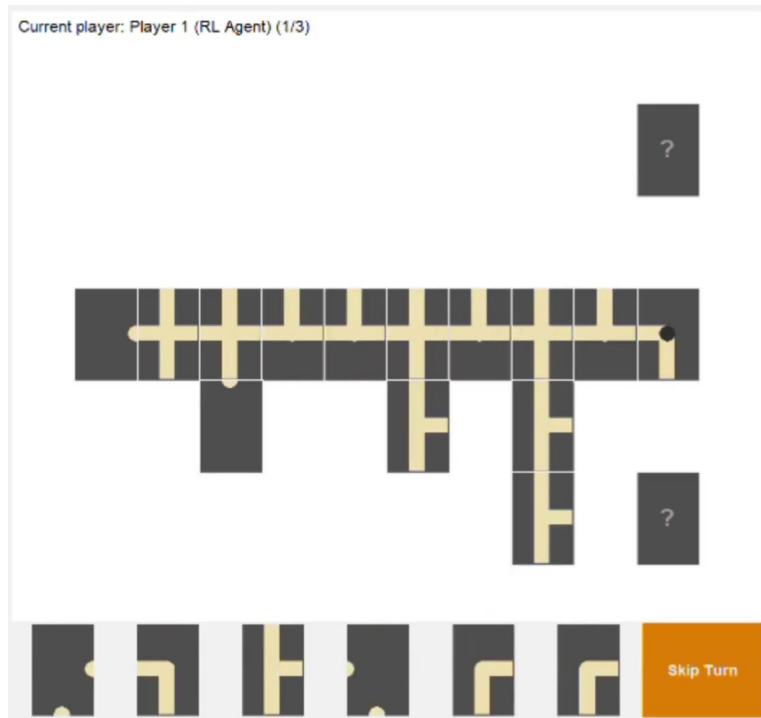 Current player: Player 1 (RL Agent) (1/3)
?
?
Skip Turn